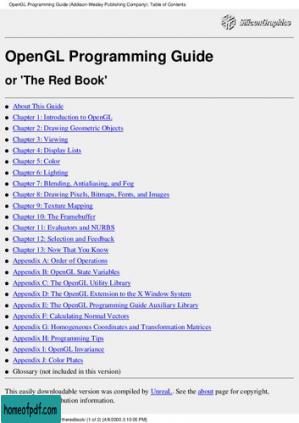 OpenGL Programming Guide (Addison-Wesley Publishing Company): Table of Contents
SiliconGraphics
OpenGL Programming Guide
or 'The Red Book'
About This Guide
Chapter 1: Introduction to OpenGL
Chapter 2: Drawing Geometric Objects
Chapter 3: Viewing
Chapter 4: Display Lists
Chapter 5: Color
Chapter 6: Lighting
Chapter 7: Blending, Antialiasing, and Fog
Chapter 8: Drawing Pixels, Bitmaps, Fonts, and Images
Chapter 9: Texture Mapping
Chapter 10: The Framebuffer
Chapter 11: Evaluators and NURBS
Chapter 12: Selection and Feedback
Chapter 13: Now That You Know
Appendix A: Order of Operations
Appendix B: OpenGL State Variables
Appendix C: The OpenGL Utility Library
Appendix D: The OpenGL Extension to the X Window System
Appendix E: The OpenGL Programming Guide Auxiliary Library
Appendix F: Calculating Normal Vectors
Appendix G: Homogeneous Coordinates and Transformation Matrices
Appendix H: Programming Tips
Appendix I: OpenGL Invariance
Appendix J: Color Plates
Glossary (not included in this version)
This easily downloadable version was compiled by UnreaL. See the about page for copyright,
bution information.
homeofpdf.com
heredbook/ (1 of 2) [4/8/2000 3:10:00 PM]